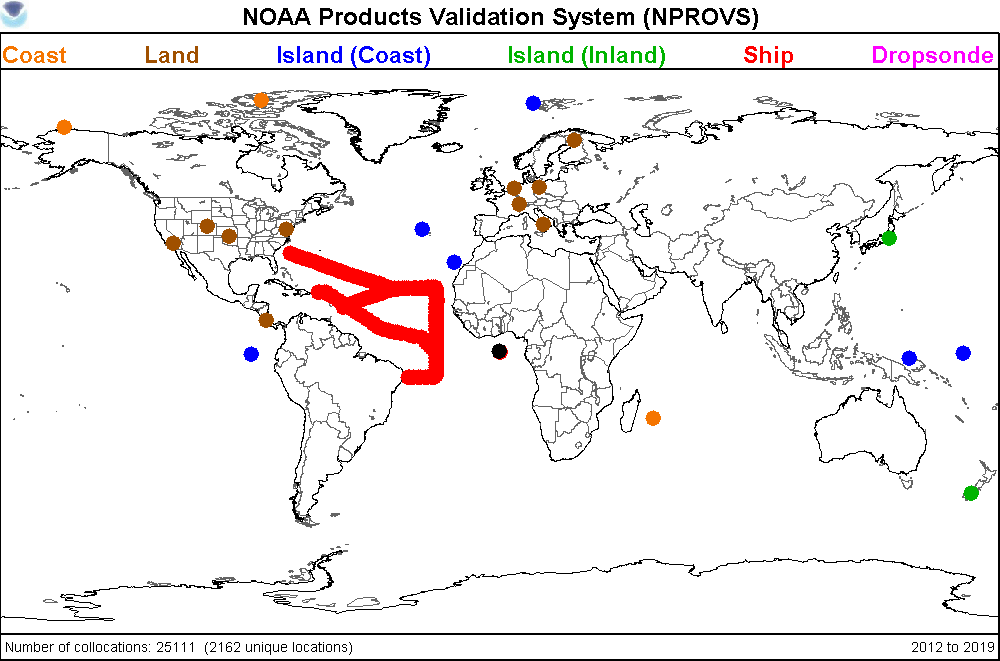 NOAA Products Validation System (NPROVS)
Coast Land Island (Coast) Island (Inland) Ship Dropsonde
Number of collocations: 25111 (2162 unique locations) 2012 to 2019